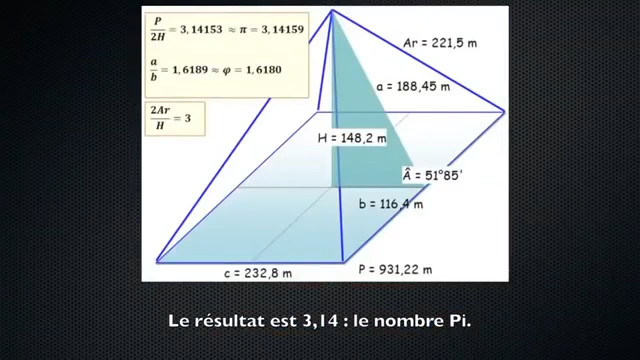 P/2H = 3,14153 ≈ π = 3,14159
a/b = 1,6189 ≈ φ = 1,6180
2Ar/H = 3
Ar = 221,5 m
a = 188,45 m
H = 148,2 m
Â = 51°85'
b = 116,4 m
c = 232,8 m
P = 931,22 m
Le résultat est 3,14 : le nombre Pi.